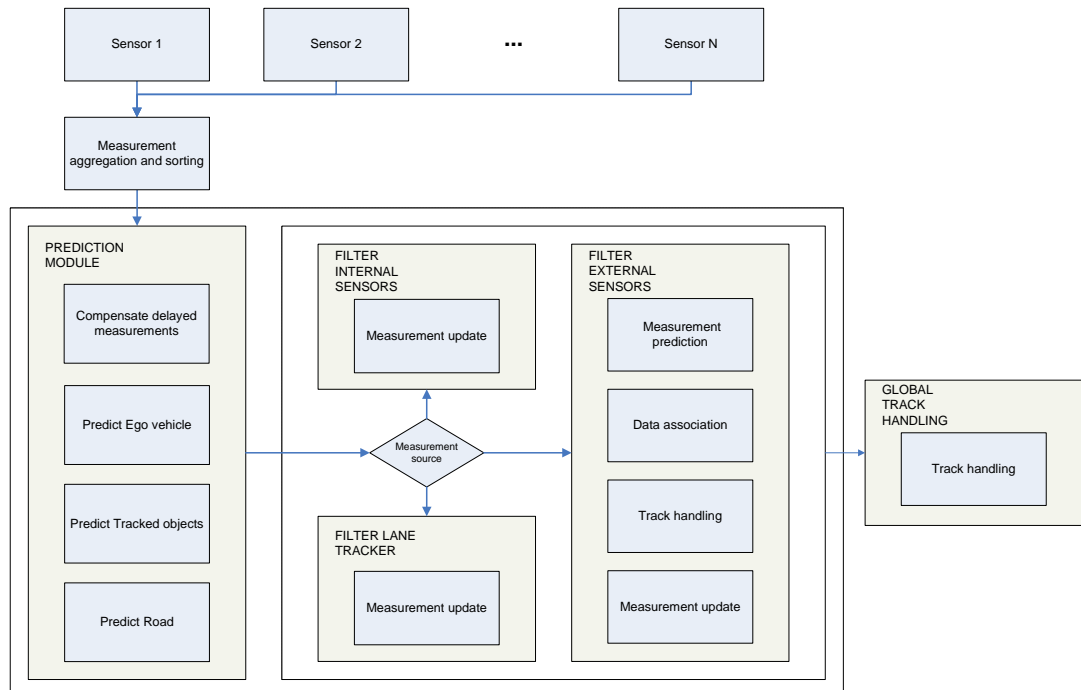 Sensor 1
Sensor 2
...
Sensor N
Measurement
aggregation and sorting
PREDICTION
MODULE
Compensate delayed
measurements
Predict Ego vehicle
Predict Tracked objects
Predict Road
FILTER
INTERNAL
SENSORS
Measurement update
Measurement
source
FILTER LANE
TRACKER
Measurement update
FILTER
EXTERNAL
SENSORS
Measurement
prediction
Data association
Track handling
Measurement update
GLOBAL
TRACK
HANDLING
Track handling